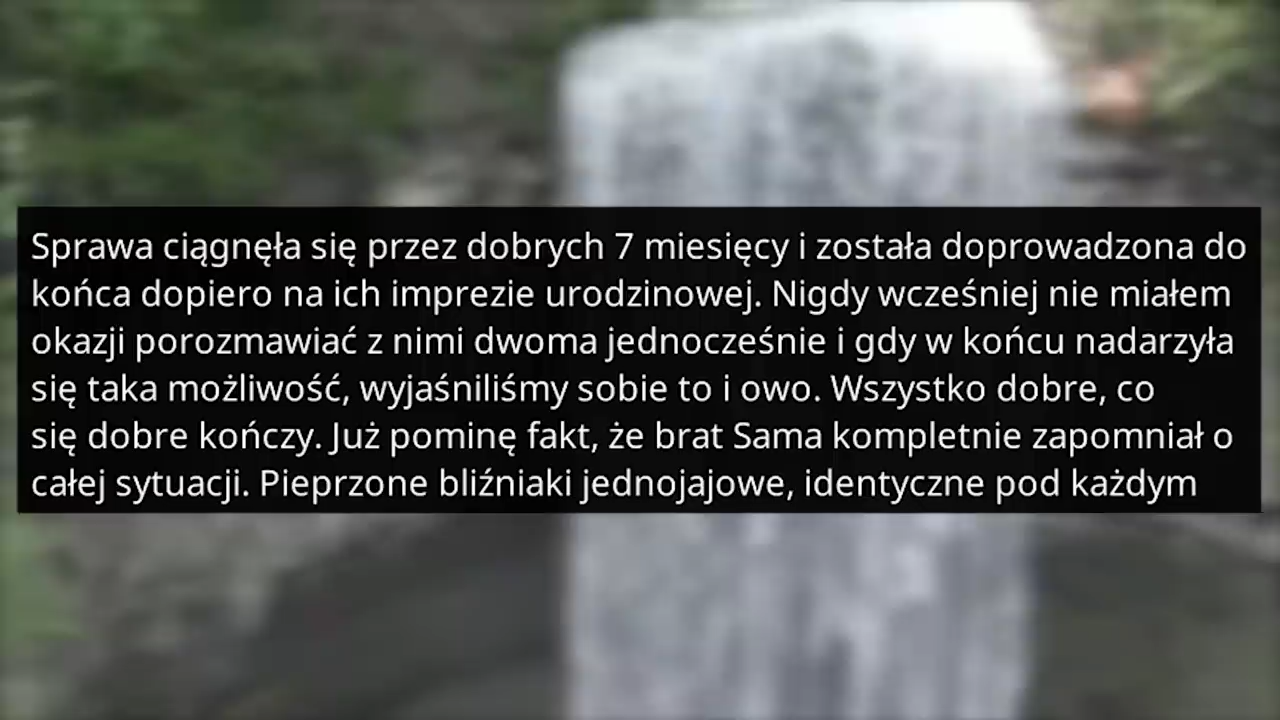 Sprawa ciągnęła się przez dobrych 7 miesięcy i została doprowadzona do
końca dopiero na ich imprezie urodzinowej. Nigdy wcześniej nie miałem
okazji porozmawiać z nimi dwoma jednocześnie i gdy w końcu nadarzyła
się taka możliwość, wyjaśniliśmy sobie to i owo. Wszystko dobre, co
się dobre kończy. Już pominę fakt, że brat Sama kompletnie zapomniał o
całej sytuacji. Pieprzone bliźniaki jednojajowe, identyczne pod każdym